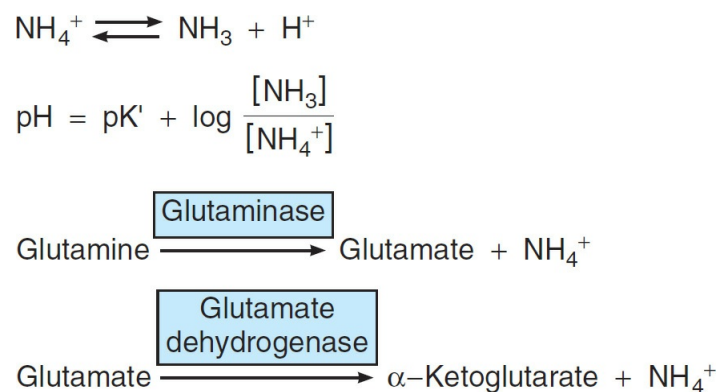 NH₄⁺ ⇌ NH₃ + H⁺
pH = pK' + log [NH₃] / [NH₄⁺]
Glutaminase
Glutamine ⟶ Glutamate + NH₄⁺
Glutamate
dehydrogenase
Glutamate ⟶ α–Ketoglutarate + NH₄⁺